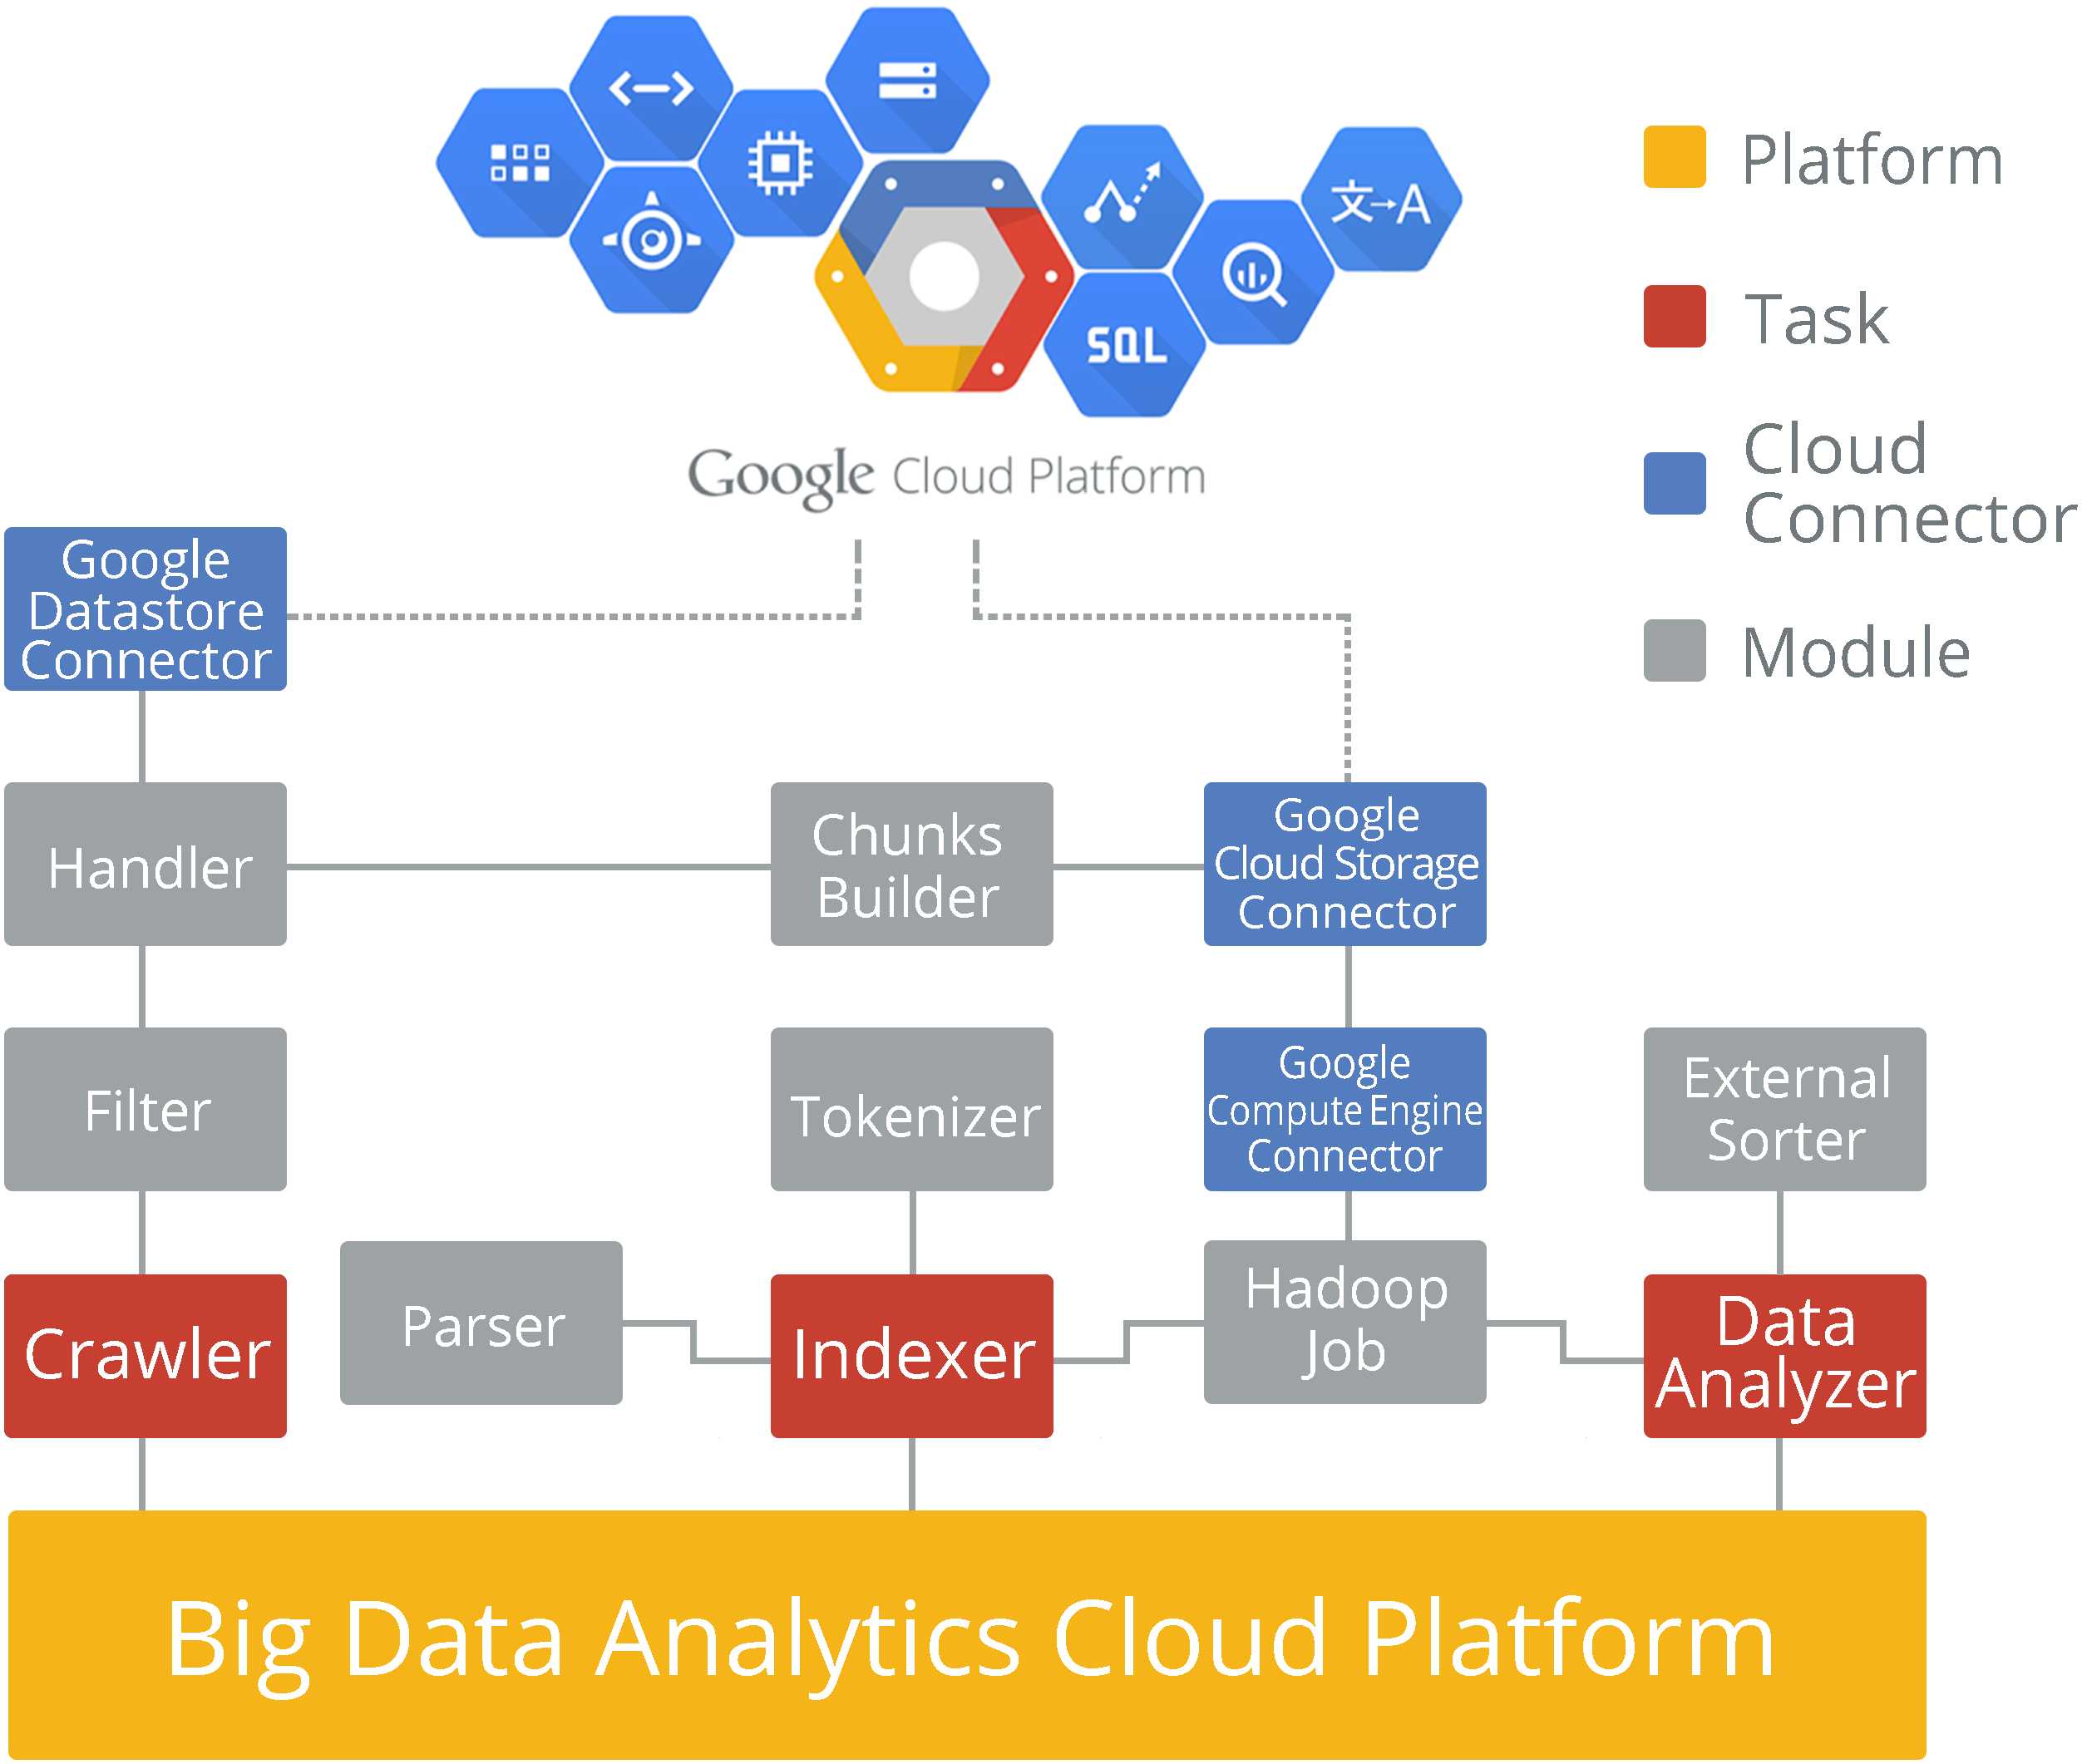 文→A
SQL
Google Cloud Platform
Platform
Task
Cloud
Connector
Module
Google
Datastore
Connector
Handler
Chunks
Builder
Google
Cloud Storage
Connector
Filter
Tokenizer
Google
Compute Engine
Connector
External
Sorter
Crawler
Parser
Indexer
Hadoop
Job
Data
Analyzer
Big Data Analytics Cloud Platform